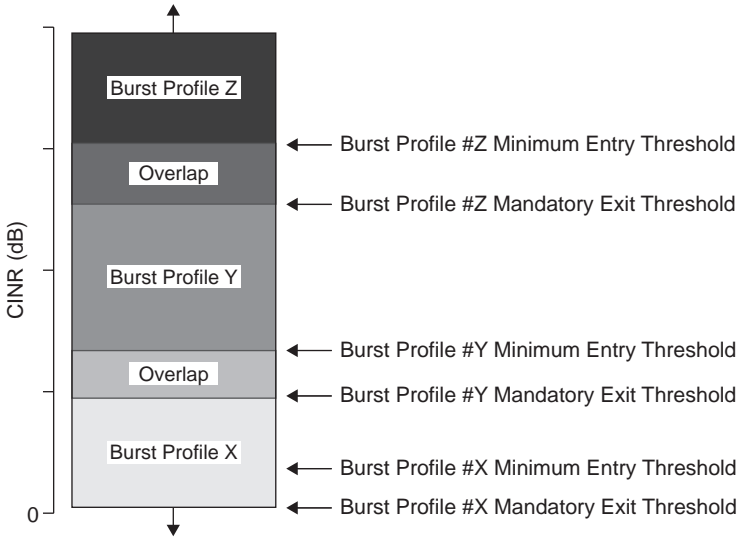 Burst Profile Z
Burst Profile #Z Minimum Entry Threshold
Overlap
Burst Profile #Z Mandatory Exit Threshold
CINR (dB)
Burst Profile Y
Burst Profile #Y Minimum Entry Threshold
Overlap
Burst Profile #Y Mandatory Exit Threshold
Burst Profile X
Burst Profile #X Minimum Entry Threshold
Burst Profile #X Mandatory Exit Threshold
0